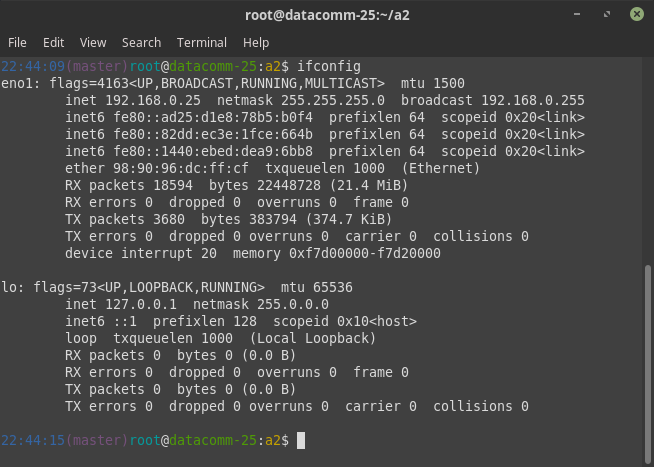 root@datacomm-25:~/a2
File Edit View Search Terminal Help
22:44:09(master)root@datacomm-25:a2$ ifconfig
eno1: flags=4163<UP,BROADCAST,RUNNING,MULTICAST>  mtu 1500
        inet 192.168.0.25  netmask 255.255.255.0  broadcast 192.168.0.255
        inet6 fe80::ad25:d1e8:78b5:b0f4  prefixlen 64  scopeid 0x20<link>
        inet6 fe80::82dd:ec3e:1fce:664b  prefixlen 64  scopeid 0x20<link>
        inet6 fe80::1440:ebed:dea9:6bb8  prefixlen 64  scopeid 0x20<link>
        ether 98:90:96:dc:ff:cf  txqueuelen 1000  (Ethernet)
        RX packets 18594  bytes 22448728 (21.4 MiB)
        RX errors 0  dropped 0  overruns 0  frame 0
        TX packets 3680  bytes 383794 (374.7 KiB)
        TX errors 0  dropped 0 overruns 0  carrier 0  collisions 0
        device interrupt 20  memory 0xf7d00000-f7d20000
lo: flags=73<UP,LOOPBACK,RUNNING>  mtu 65536
        inet 127.0.0.1  netmask 255.0.0.0
        inet6 ::1  prefixlen 128  scopeid 0x10<host>
        loop  txqueuelen 1000  (Local Loopback)
        RX packets 0  bytes 0 (0.0 B)
        RX errors 0  dropped 0  overruns 0  frame 0
        TX packets 0  bytes 0 (0.0 B)
        TX errors 0  dropped 0 overruns 0  carrier 0  collisions 0
22:44:15(master)root@datacomm-25:a2$